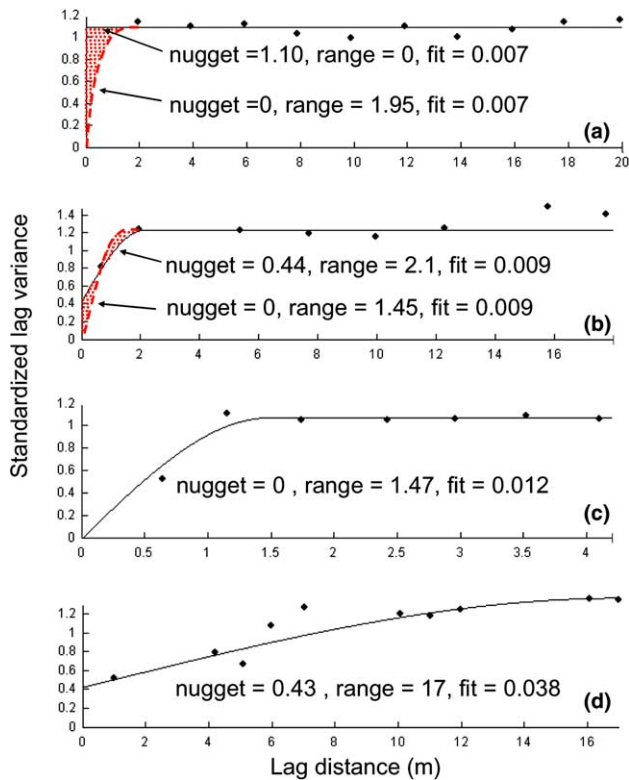 Standardized lag variance
1.2
1
0.8
0.6
0.4
0.2
0
nugget =1.10, range = 0, fit = 0.007
nugget =0, range = 1.95, fit = 0.007
(a)
0 2 4 6 8 10 12 14 16 18 20
1.4
1.2
1.0
0.8
0.6
0.4
0.2
0
nugget = 0.44, range = 2.1, fit = 0.009
nugget = 0, range = 1.45, fit = 0.009
(b)
0 2 4 6 8 10 12 14 16
1.2
1
0.8
0.6
0.4
0.2
0
nugget = 0 , range = 1.47, fit = 0.012
(c)
0 0.5 1 1.5 2 2.5 3 3.5 4
1.2
1
0.8
0.6
0.4
0.2
0
nugget = 0.43 , range = 17, fit = 0.038
(d)
0 2 4 6 8 10 12 14 16
Lag distance (m)